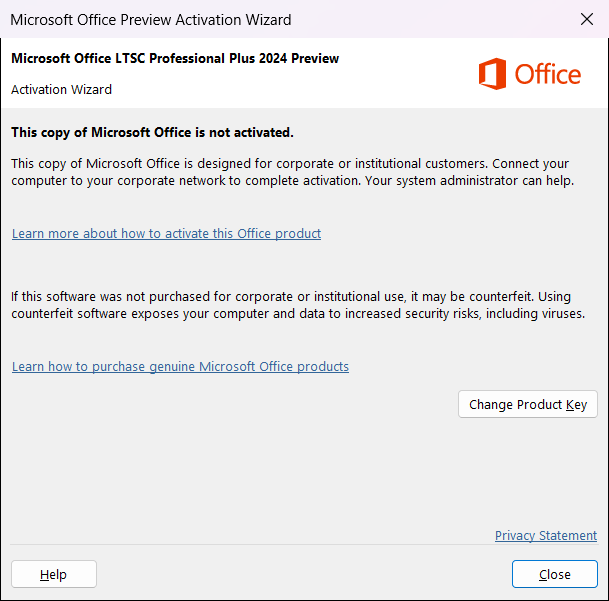 Microsoft Office Preview Activation Wizard
Microsoft Office LTSC Professional Plus 2024 Preview
Activation Wizard
Office
This copy of Microsoft Office is not activated.
This copy of Microsoft Office is designed for corporate or institutional customers. Connect your
computer to your corporate network to complete activation. Your system administrator can help.
Learn more about how to activate this Office product
If this software was not purchased for corporate or institutional use, it may be counterfeit. Using
counterfeit software exposes your computer and data to increased security risks, including viruses.
Learn how to purchase genuine Microsoft Office products
Change Product Key
Privacy Statement
Help
Close